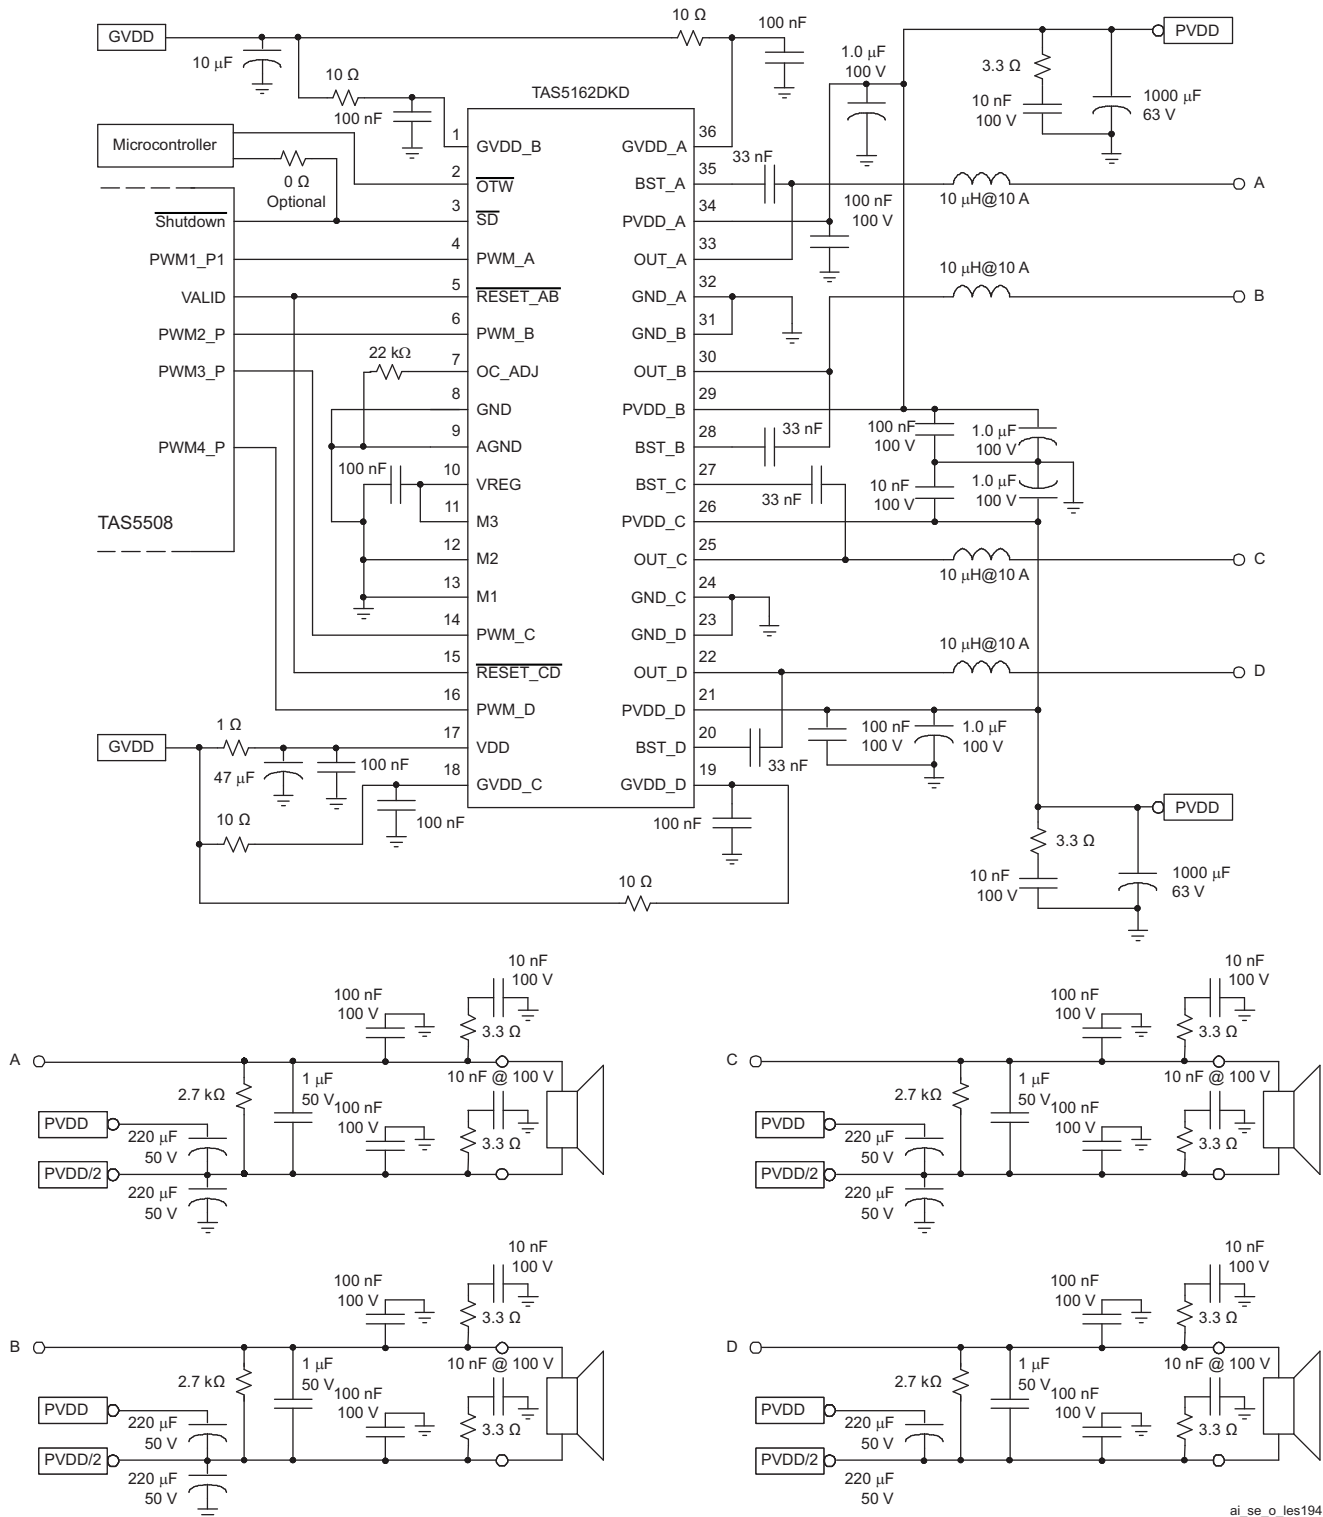 GVDD
10 μF
10 Ω
100 nF
10 Ω
100 nF
1.0 μF
100 V
PVDD
3.3 Ω
10 nF
100 V
1000 μF
63 V
TAS5162DKD
Microcontroller
0 Ω
Optional
Shutdown
PWM1_P1
VALID
PWM2_P
PWM3_P
PWM4_P
TAS5508
22 kΩ
100 nF
1
GVDD_B
2
OTW
3
SD
4
PWM_A
5
RESET_AB
6
PWM_B
7
OC_ADJ
8
GND
9
AGND
10
VREG
11
M3
12
M2
13
M1
14
PWM_C
15
RESET_CD
16
PWM_D
17
VDD
18
GVDD_C
36
GVDD_A
35
BST_A
34
PVDD_A
33
OUT_A
32
GND_A
31
GND_B
30
OUT_B
29
PVDD_B
28
BST_B
27
BST_C
26
PVDD_C
25
OUT_C
24
GND_C
23
GND_D
22
OUT_D
21
PVDD_D
20
BST_D
19
GVDD_D
33 nF
100 nF
100 V
10 μH@10 A
A
10 μH@10 A
B
33 nF
100 nF
100 V
1.0 μF
100 V
33 nF
10 nF
100 V
1.0 μF
100 V
10 μH@10 A
C
10 μH@10 A
D
100 nF
100 V
1.0 μF
100 V
33 nF
GVDD
1 Ω
47 μF
100 nF
10 Ω
100 nF
100 nF
10 Ω
PVDD
3.3 Ω
10 nF
100 V
1000 μF
63 V
A
100 nF
100 V
10 nF
100 V
3.3 Ω
2.7 kΩ
1 μF
50 V
100 nF
100 V
10 nF @ 100 V
3.3 Ω
PVDD
220 μF
50 V
PVDD/2
220 μF
50 V
C
100 nF
100 V
10 nF
100 V
3.3 Ω
2.7 kΩ
1 μF
50 V
100 nF
100 V
10 nF @ 100 V
3.3 Ω
PVDD
220 μF
50 V
PVDD/2
220 μF
50 V
B
100 nF
100 V
10 nF
100 V
3.3 Ω
2.7 kΩ
1 μF
50 V
100 nF
100 V
10 nF @ 100 V
3.3 Ω
PVDD
220 μF
50 V
PVDD/2
220 μF
50 V
D
100 nF
100 V
10 nF
100 V
3.3 Ω
2.7 kΩ
1 μF
50 V
100 nF
100 V
10 nF @ 100 V
3.3 Ω
PVDD
220 μF
50 V
PVDD/2
220 μF
50 V
ai_se_o_les194